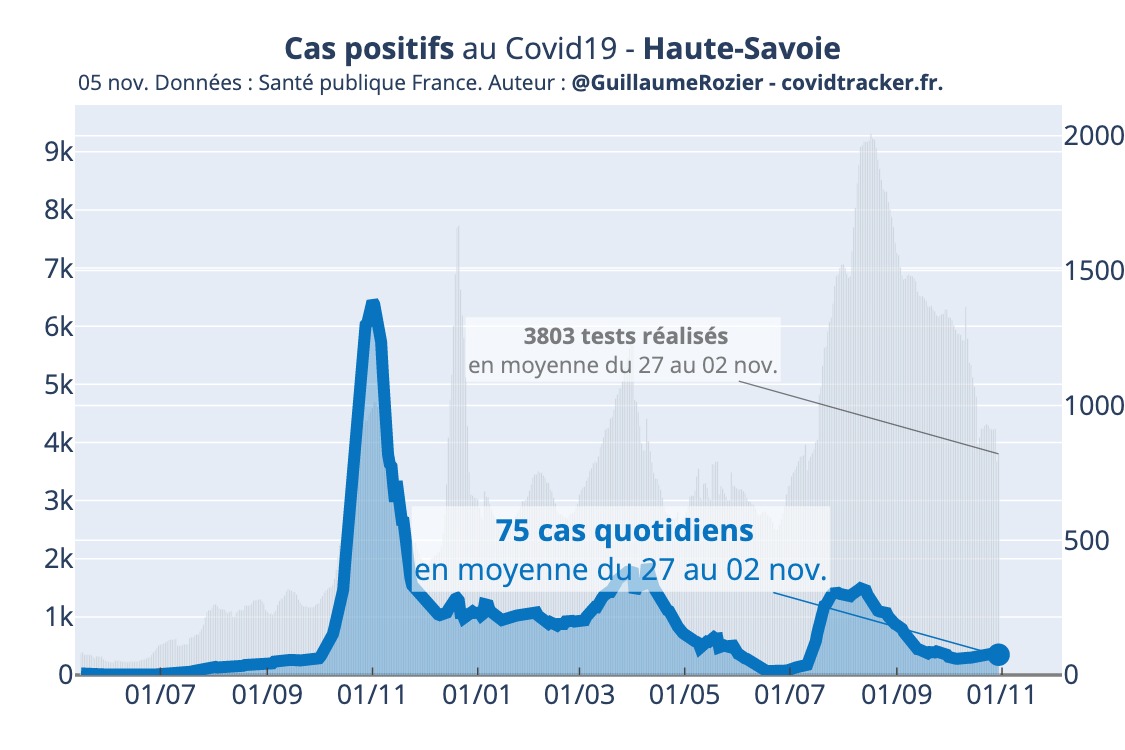 Cas positifs au Covid19 - Haute-Savoie
05 nov. Données : Santé publique France. Auteur : @GuillaumeRozier - covidtracker.fr.
9k
8k
7k
6k
5k
4k
3k
2k
1k
0
2000
1500
1000
500
0
3803 tests réalisés
en moyenne du 27 au 02 nov.
75 cas quotidiens
en moyenne du 27 au 02 nov.
01/07 01/09 01/11 01/01 01/03 01/05 01/07 01/09 01/11